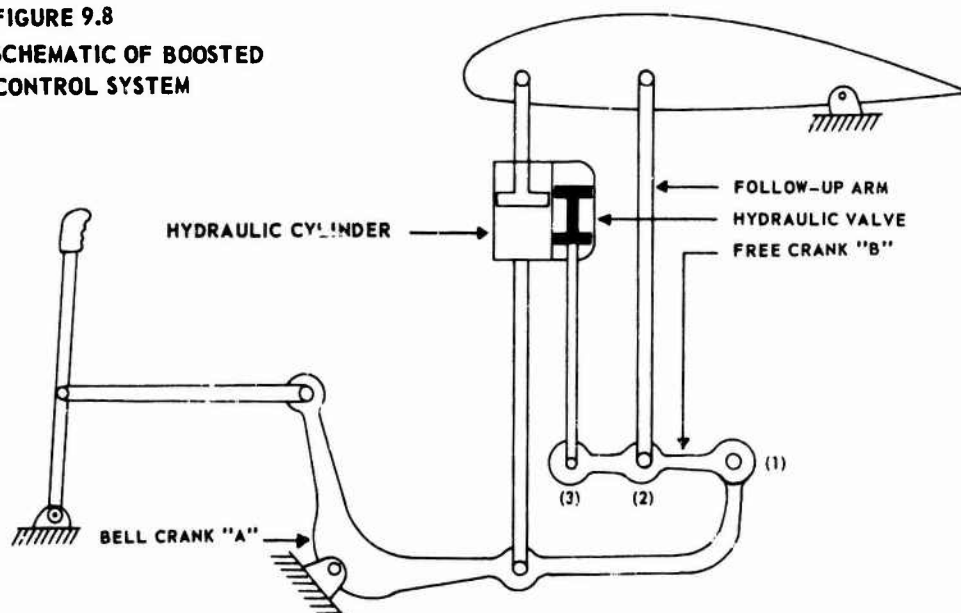 FIGURE 9.8
SCHEMATIC OF BOOSTED
CONTROL SYSTEM
FOLLOW-UP ARM
HYDRAULIC CYLINDER
HYDRAULIC VALVE
FREE CRANK "B"
(1)
(3)
(2)
BELL CRANK "A"